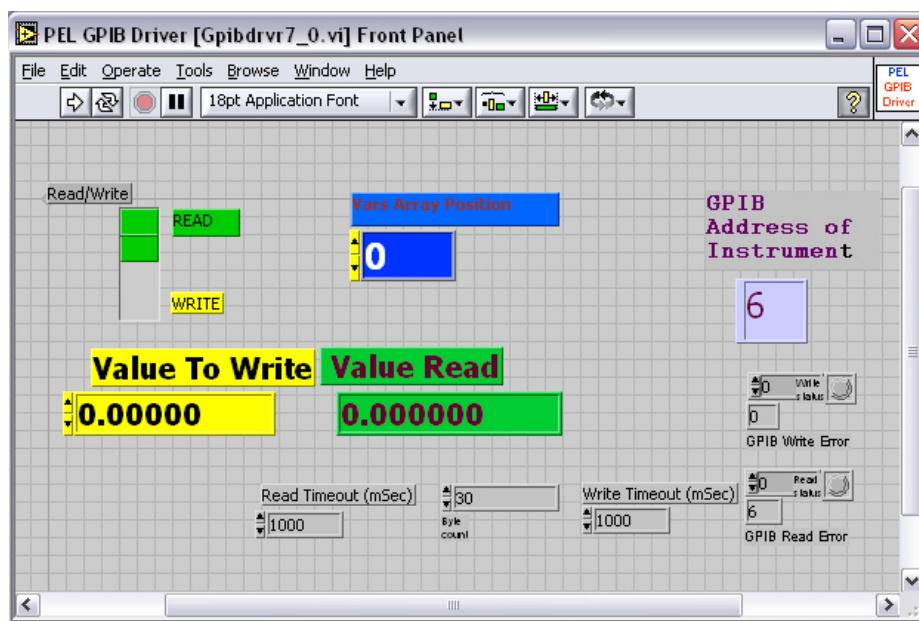 PEL GPIB Driver [Gpibdrvr7_0.vi] Front Panel
File Edit Operate Tools Browse Window Help
18pt Application Font
?
PEL
GPIB
Driver
Read/Write
READ
WRITE
Vars Array Position
0
GPIB
Address of
Instrument
6
Value To Write
0.00000
Value Read
0.000000
0 Write
status
0
GPIB Write Error
Read Timeout (mSec)
1000
30
Byte
count
Write Timeout (mSec)
1000
0 Read
status
6
GPIB Read Error